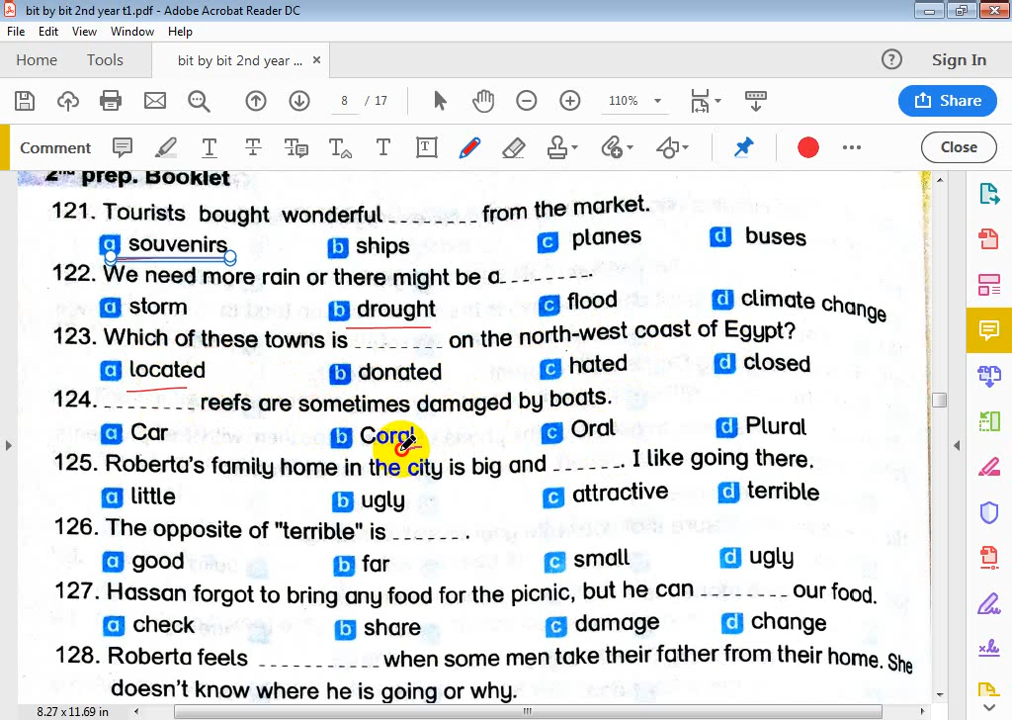 bit by bit 2nd year t1.pdf - Adobe Acrobat Reader DC
File Edit View Window Help
Home Tools bit by bit 2nd year ... × Sign In
8 / 17 110% Share
Comment Close
2nd prep. Booklet
121. Tourists bought wonderful ________ from the market.
a souvenirs b ships c planes d buses
122. We need more rain or there might be a ________.
a storm b drought c flood d climate change
123. Which of these towns is ________ on the north-west coast of Egypt?
a located b donated c hated d closed
124. ________ reefs are sometimes damaged by boats.
a Car b Coral c Oral d Plural
125. Roberta's family home in the city is big and ______. I like going there.
a little b ugly c attractive d terrible
126. The opposite of "terrible" is ________.
a good b far c small d ugly
127. Hassan forgot to bring any food for the picnic, but he can ________ our food.
a check b share c damage d change
128. Roberta feels __________ when some men take their father from their home. She
doesn't know where he is going or why.
8.27 x 11.69 in